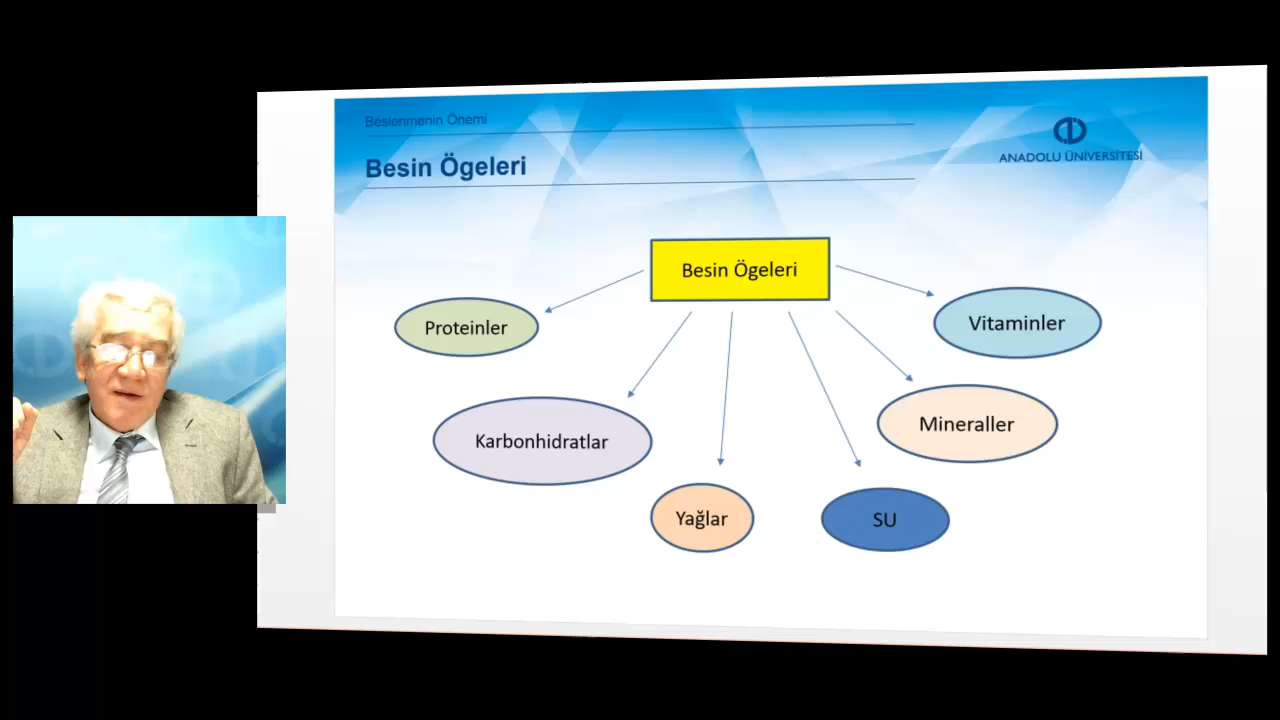 Beslenmenin Önemi
Besin Ögeleri
ANADOLU ÜNİVERSİTESİ
Besin Ögeleri
Proteinler
Vitaminler
Karbonhidratlar
Mineraller
Yağlar
SU